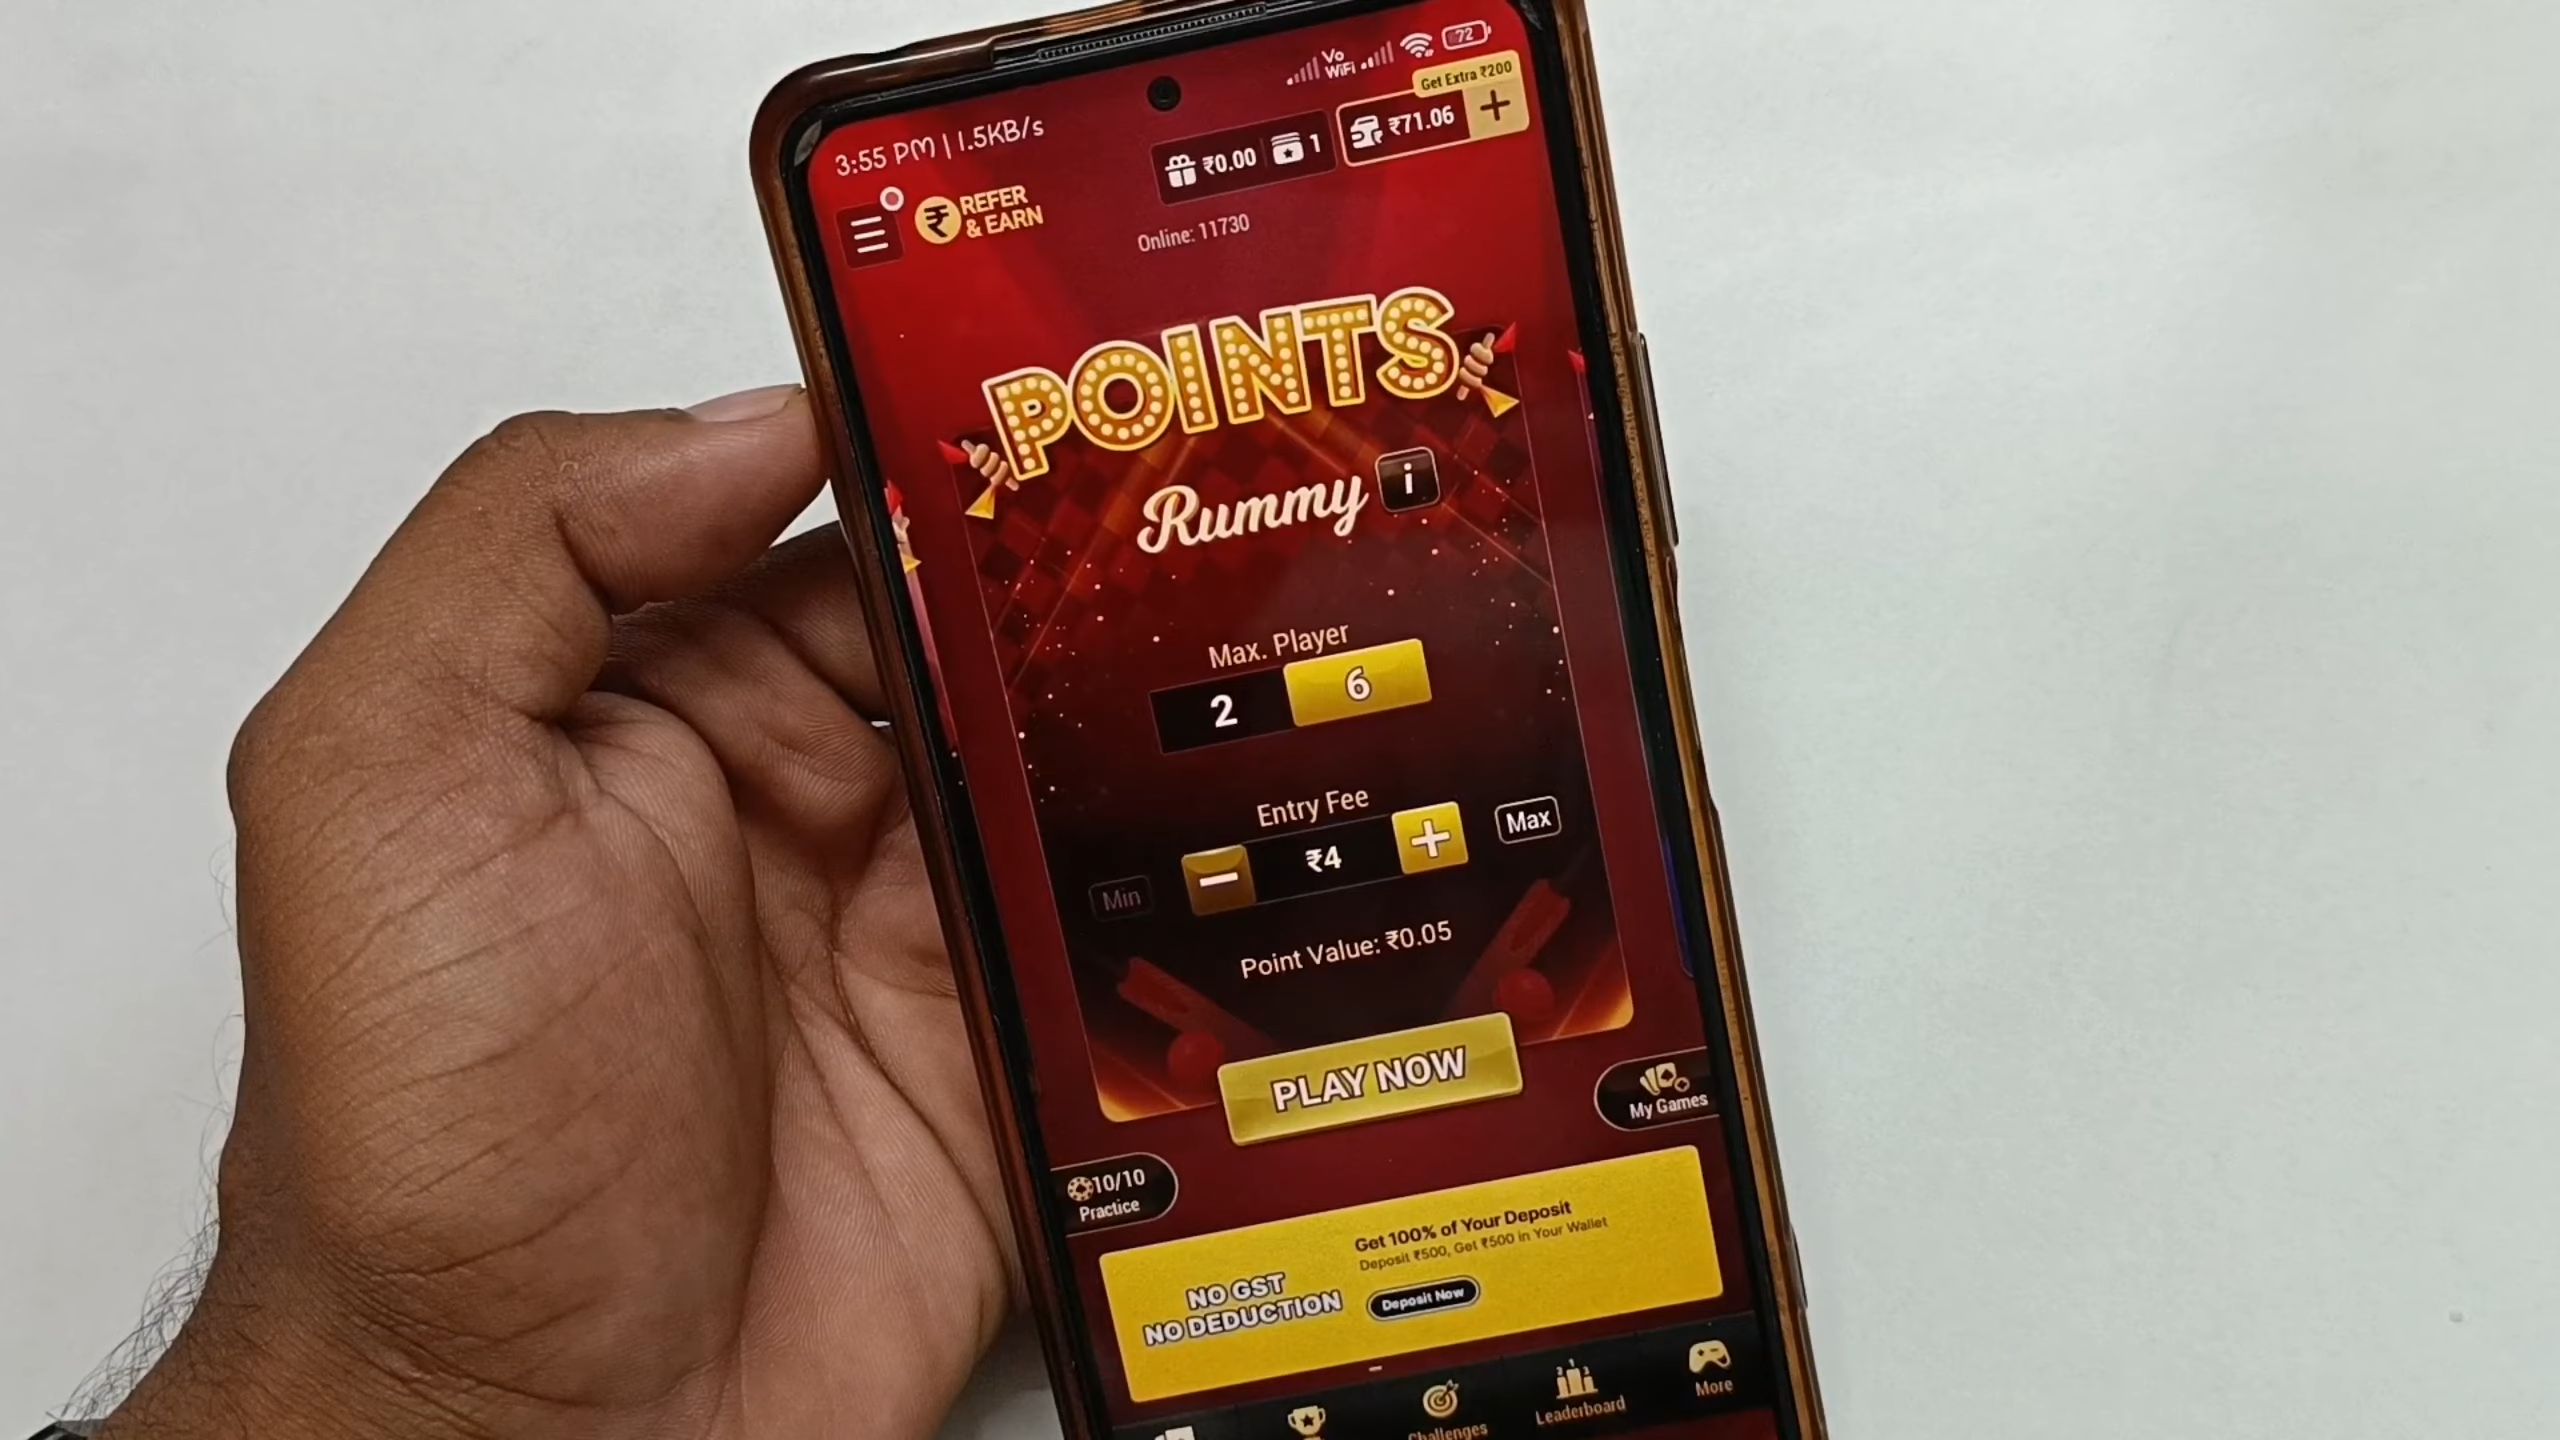 3:55 PM | 1.5KB/s
Vo
WiFi
72
Get Extra ₹200
₹0.00
1
₹71.06
+
REFER
& EARN
Online: 11730
POINTS
Rummy
i
Max. Player
2
6
Entry Fee
Min
−
₹4
+
Max
Point Value: ₹0.05
PLAY NOW
My Games
10/10
Practice
NO GST
NO DEDUCTION
Get 100% of Your Deposit
Deposit ₹500, Get ₹500 in Your Wallet
Deposit Now
Challenges
Leaderboard
More